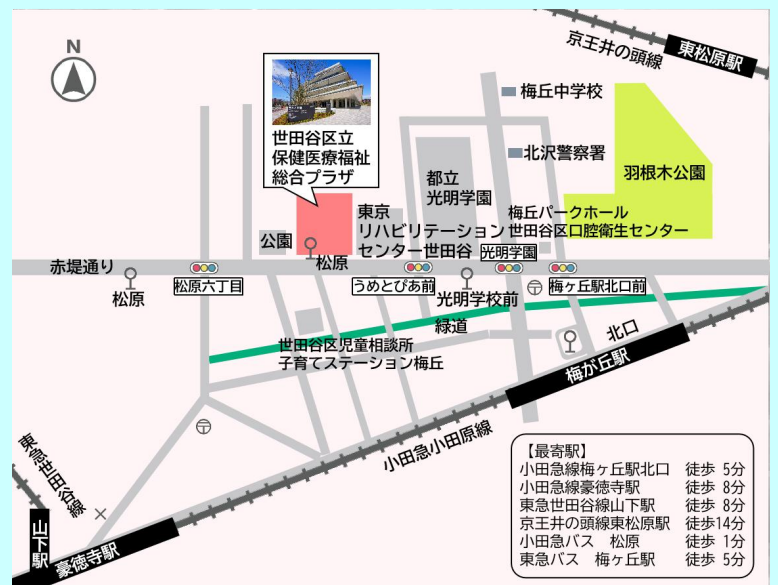 N
京王井の頭線
東松原駅
梅丘中学校
北沢警察署
羽根木公園
世田谷区立
保健医療福祉
総合プラザ
都立
光明学園
東京
リハビリテーション
センター世田谷
梅丘パークホール
世田谷区口腔衛生センター
公園
松原
光明学園
赤堤通り
松原
松原六丁目
うめとぴあ前
光明学校前
梅ヶ丘駅北口前
緑道
世田谷区児童相談所
子育てステーション梅丘
北口
梅が丘駅
小田急小田原線
東急世田谷線
山下駅
豪徳寺駅
【最寄駅】
小田急線梅ヶ丘駅北口 徒歩 5分
小田急線豪徳寺駅 徒歩 8分
東急世田谷線山下駅 徒歩 8分
京王井の頭線東松原駅 徒歩14分
小田急バス 松原 徒歩 1分
東急バス 梅ヶ丘駅 徒歩 5分